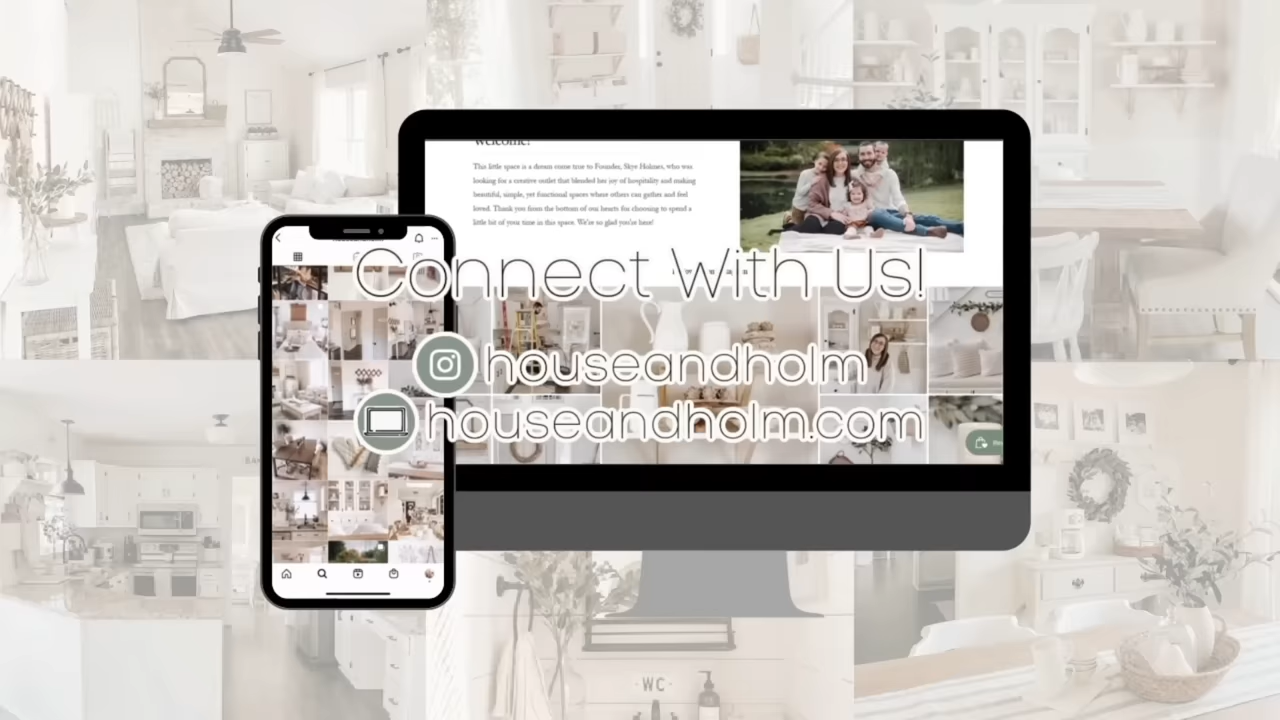 Welcome!
This little space is a dream come true to Founder, Skye Holmes, who was
looking for a creative outlet that blended her joy of hospitality and making
beautiful, simple, yet functional spaces where others can gather and feel
loved. Thank you from the bottom of our hearts for choosing to spend a
little bit of your time in this space. We're so glad you're here!
Connect With Us!
houseandholm
houseandholm.com
WC